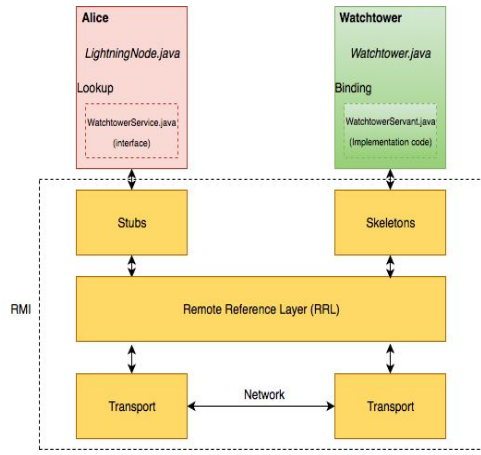 Alice
LightningNode.java
Lookup
WatchtowerService.java
(interface)
Watchtower
Watchtower.java
Binding
WatchtowerServant.java
(Implementation code)
Stubs
Skeletons
RMI
Remote Reference Layer (RRL)
Transport
Network
Transport